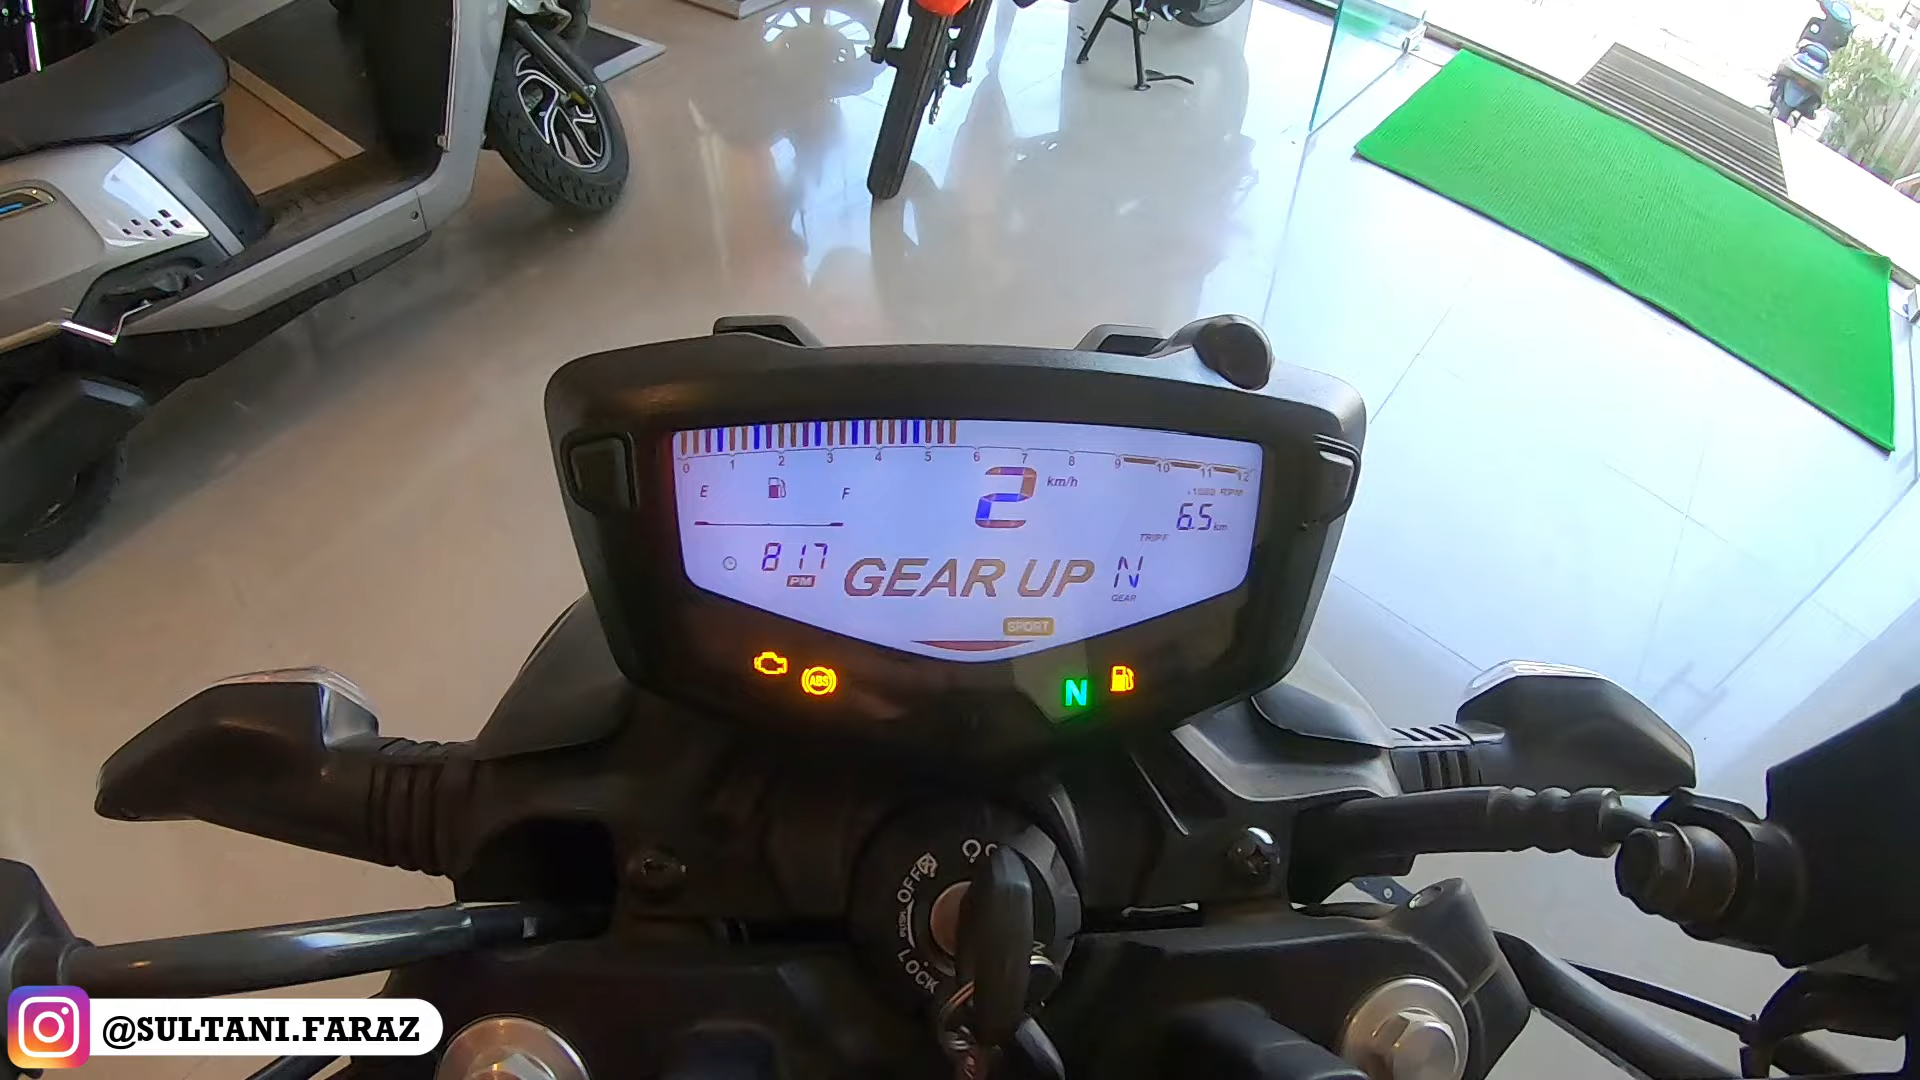 0 1 2 3 4 5 6 7 8 9 10 11 12
E F
2 km/h
x1000 RPM
6.5 km
TRIP F
8:17
PM
GEAR UP
N
GEAR
SPORT
ABS
N
OFF
PUSH
LOCK
@SULTANI.FARAZ